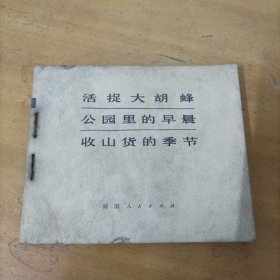 活捉大胡蜂
公园里的早晨
收山货的季节
湖南人民出版社